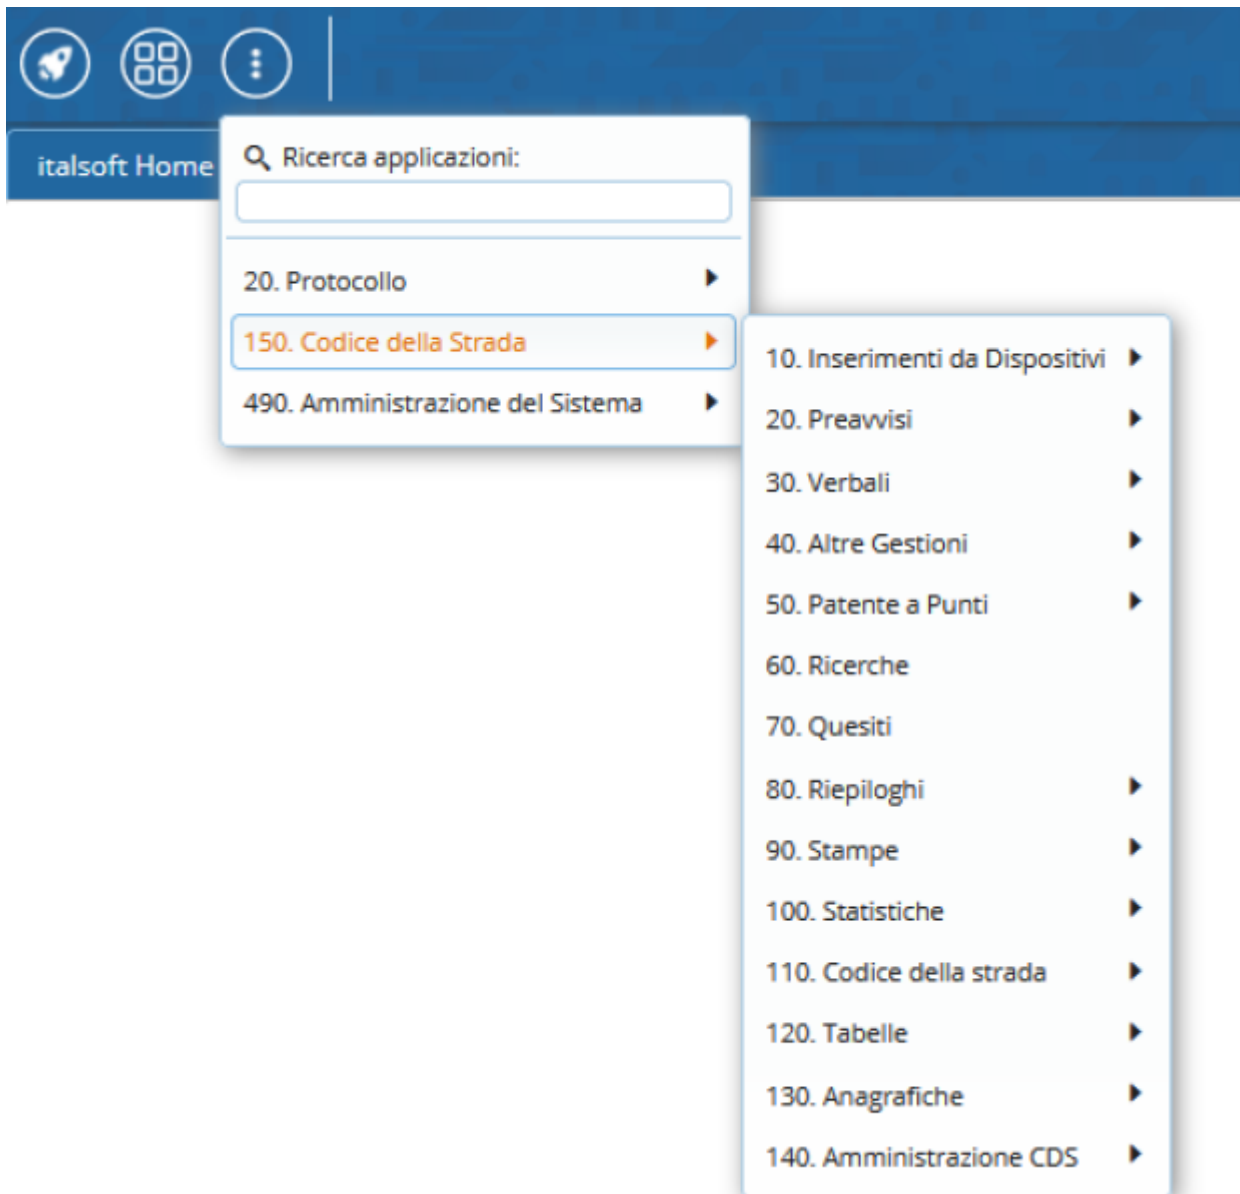 italsoft Home
Ricerca applicazioni:
20. Protocollo
150. Codice della Strada
490. Amministrazione del Sistema
10. Inserimenti da Dispositivi
20. Preavvisi
30. Verbali
40. Altre Gestioni
50. Patente a Punti
60. Ricerche
70. Quesiti
80. Riepiloghi
90. Stampe
100. Statistiche
110. Codice della strada
120. Tabelle
130. Anagrafiche
140. Amministrazione CDS